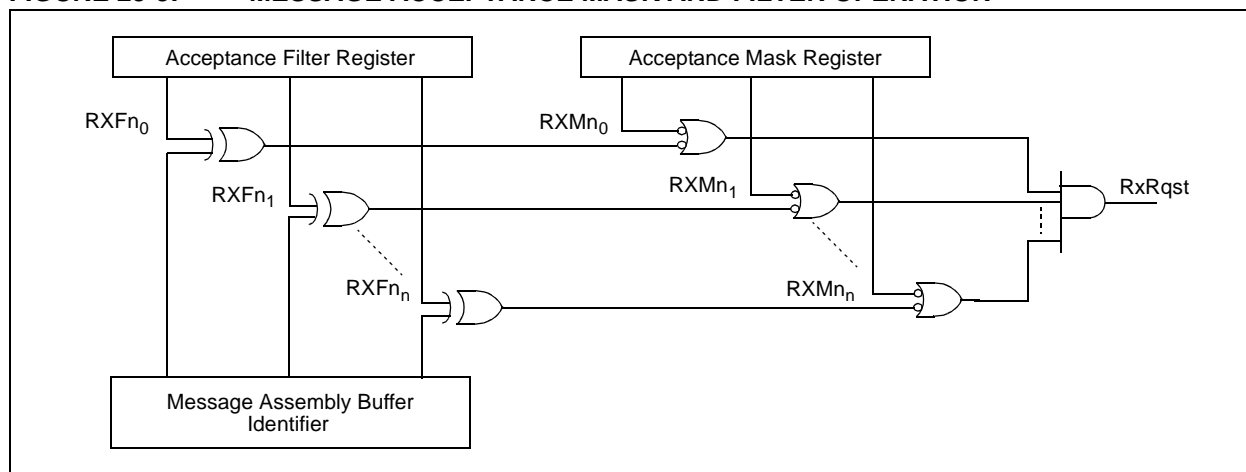 Acceptance Filter Register
Acceptance Mask Register
RXFn0
RXMn0
RXFn1
RXMn1
RxRqst
RXFnn
RXMnn
Message Assembly Buffer
Identifier